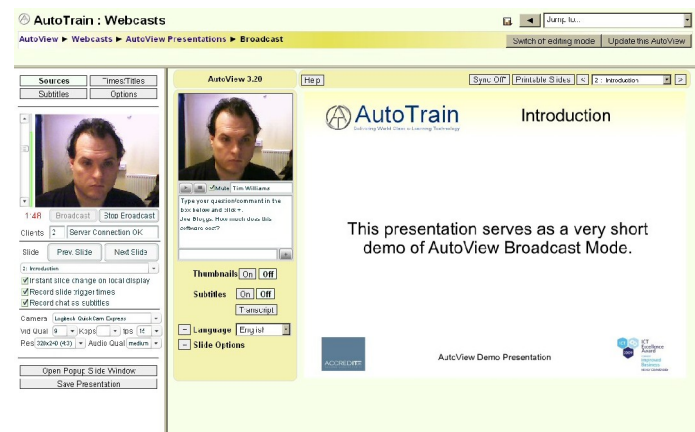 AutoTrain : Webcasts
Jump to...
AutoView ► Webcasts ► AutoView Presentations ► Broadcast
Switch off editing mode
Update this AutoView
Sources
Times/Titles
Subtitles
Options
1:48
Broadcast
Stop Broadcast
Clients 2 Server Connection OK
Slide Prev. Slide Next Slide
2: Introduction
Instant slide change on local display
Record slide trigger times
Record chat as subtitles
Camera Logitech QuickCam Express
Vid Qual 9 Kbps fps 15
Res 320x240 (4:3) Audio Qual medium
Open Popup Slide Window
Save Presentation
AutoView 3.20
Mute Tim Williams
Type your question/comment in the
box below and click +.
Joe Bloggs: How much does this
software cost?
Thumbnails On Off
Subtitles On Off
Transcript
Language English
Slide Options
Help
Sync Off
Printable Slides
<
2 : Introduction
>
AutoTrain
Introduction
This presentation serves as a very short
demo of AutoView Broadcast Mode.
ACCREDITE
AutoView Demo Presentation
ICT
Excellence
Award